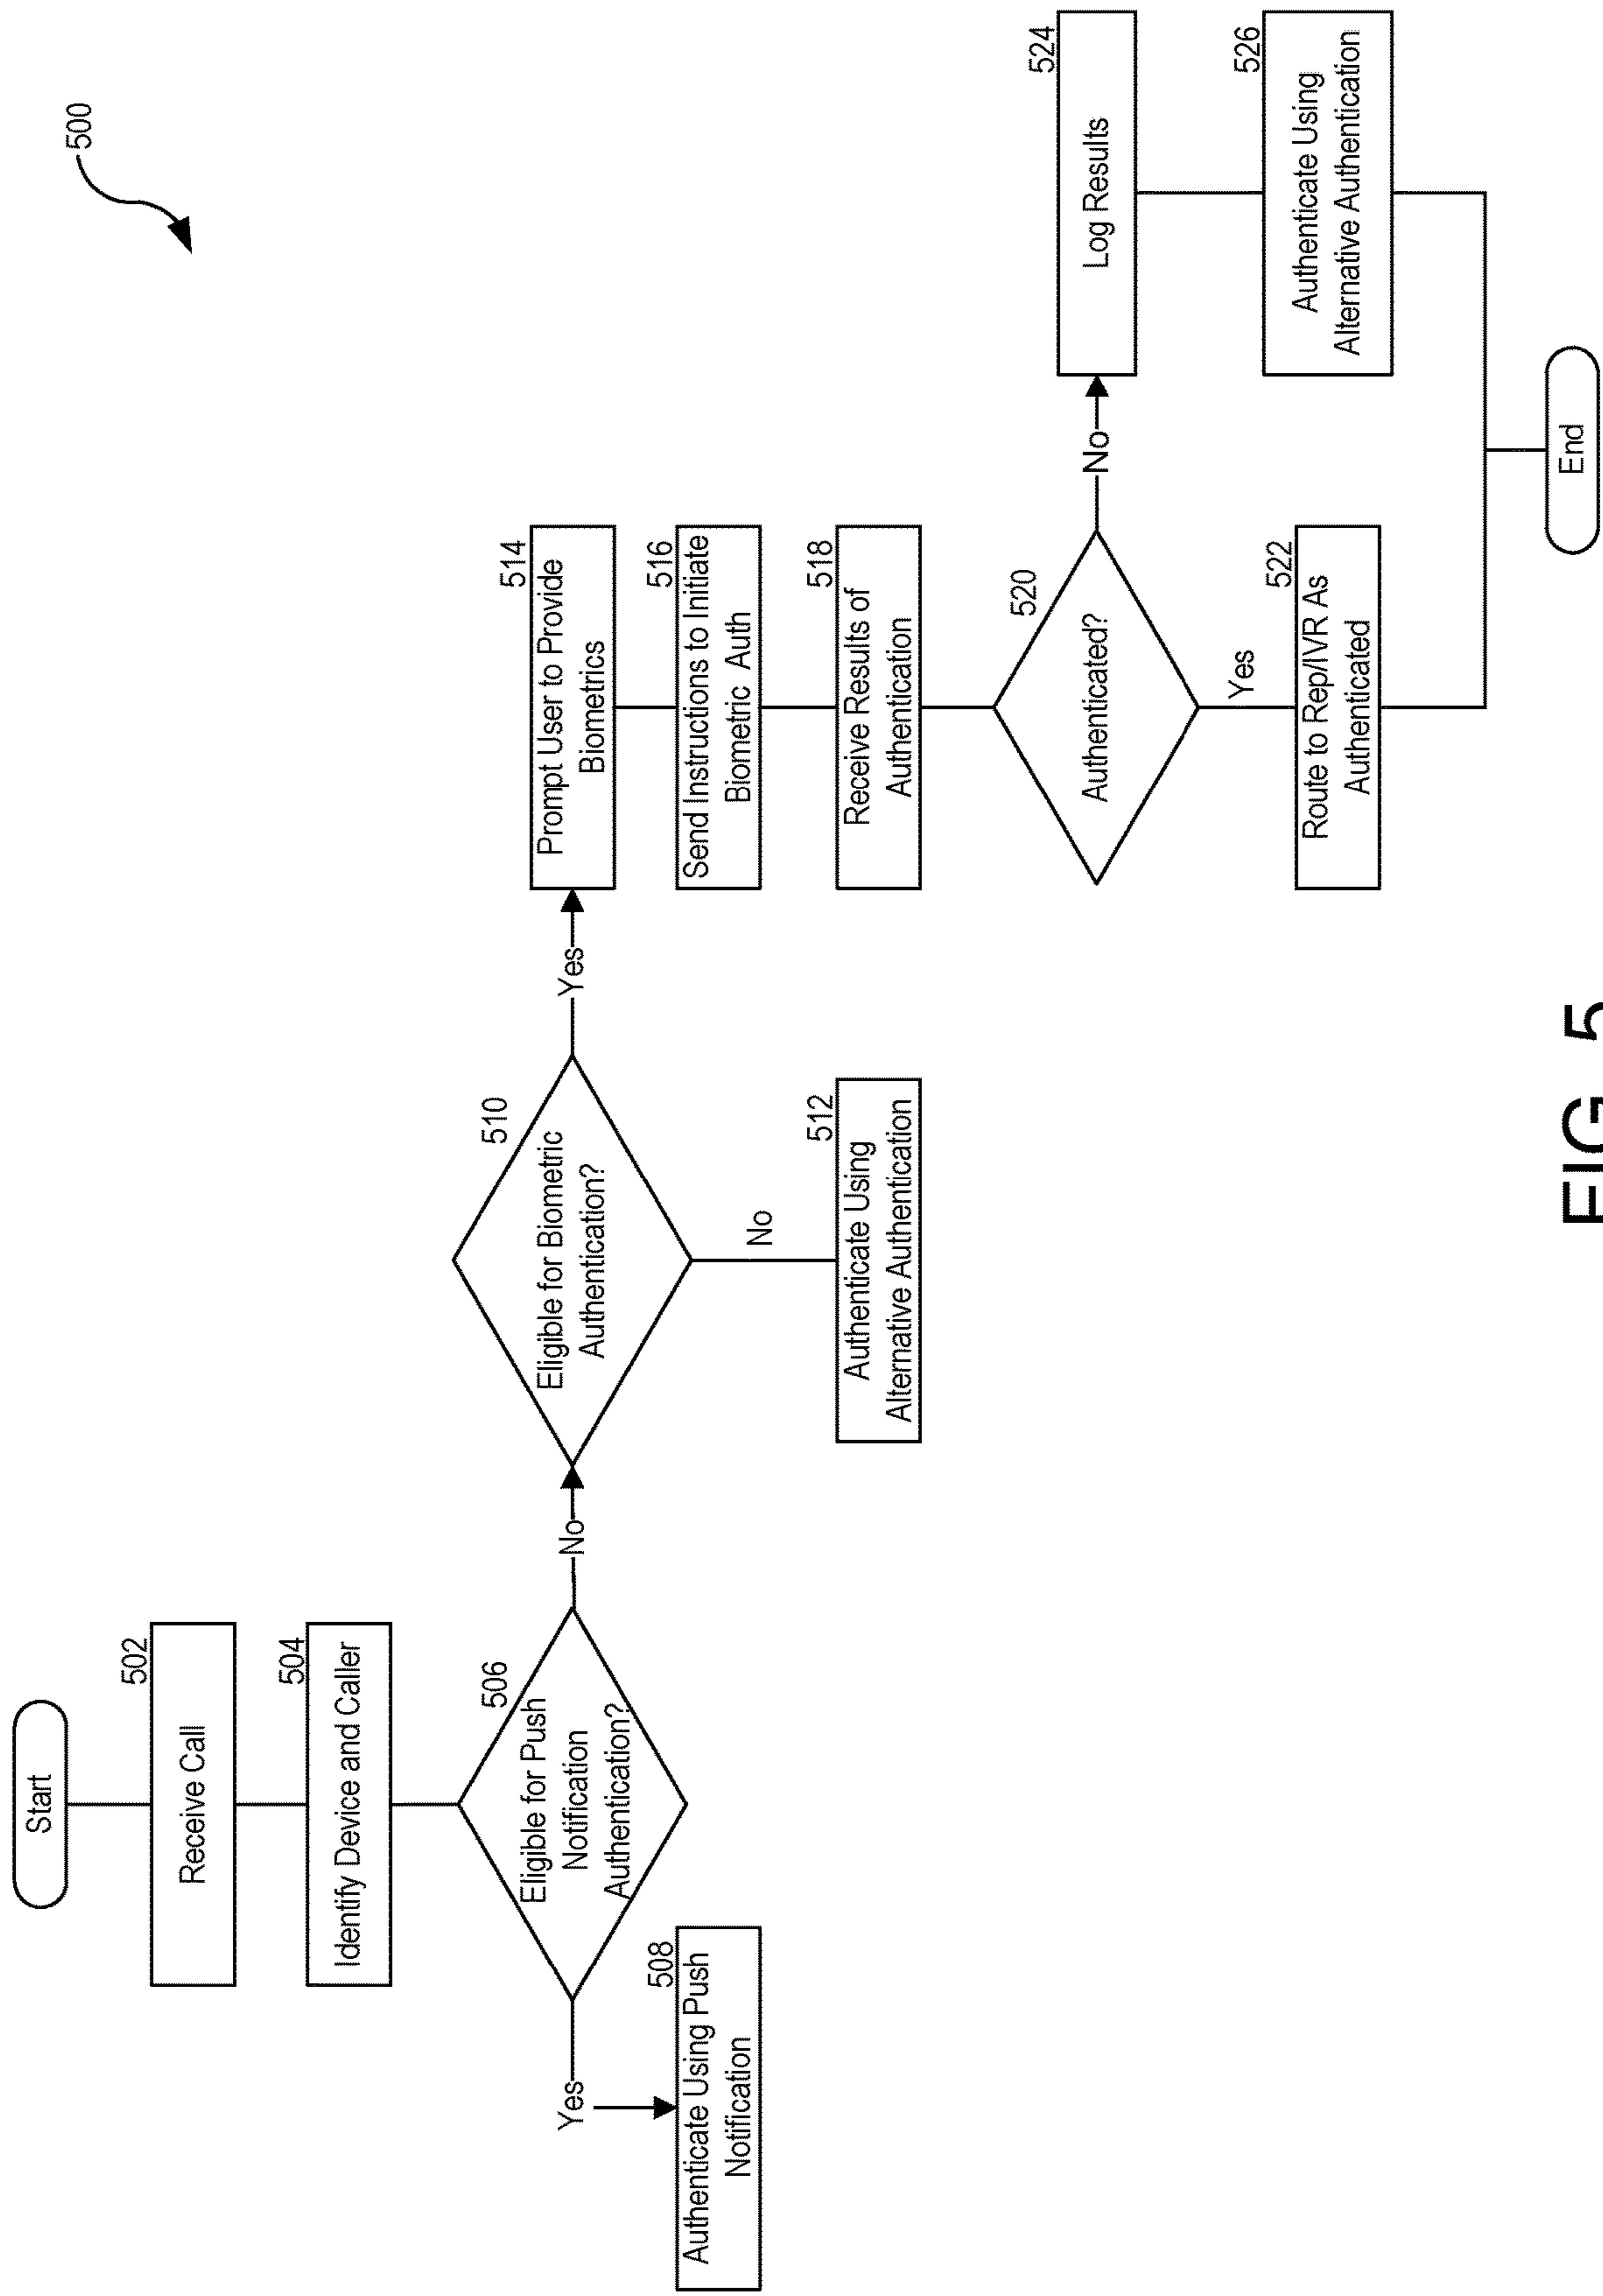 500
Start
502
Receive Call
504
Identify Device and Caller
506
Eligible for Push
Notification
Authentication?
Yes
508
Authenticate Using Push
Notification
No
510
Eligible for Biometric
Authentication?
No
512
Authenticate Using
Alternative Authentication
Yes
514
Prompt User to Provide
Biometrics
516
Send Instructions to Initiate
Biometric Auth
518
Receive Results of
Authentication
520
Authenticated?
Yes
522
Route to Rep/IVR As
Authenticated
No
524
Log Results
526
Authenticate Using
Alternative Authentication
End
FIG. 5